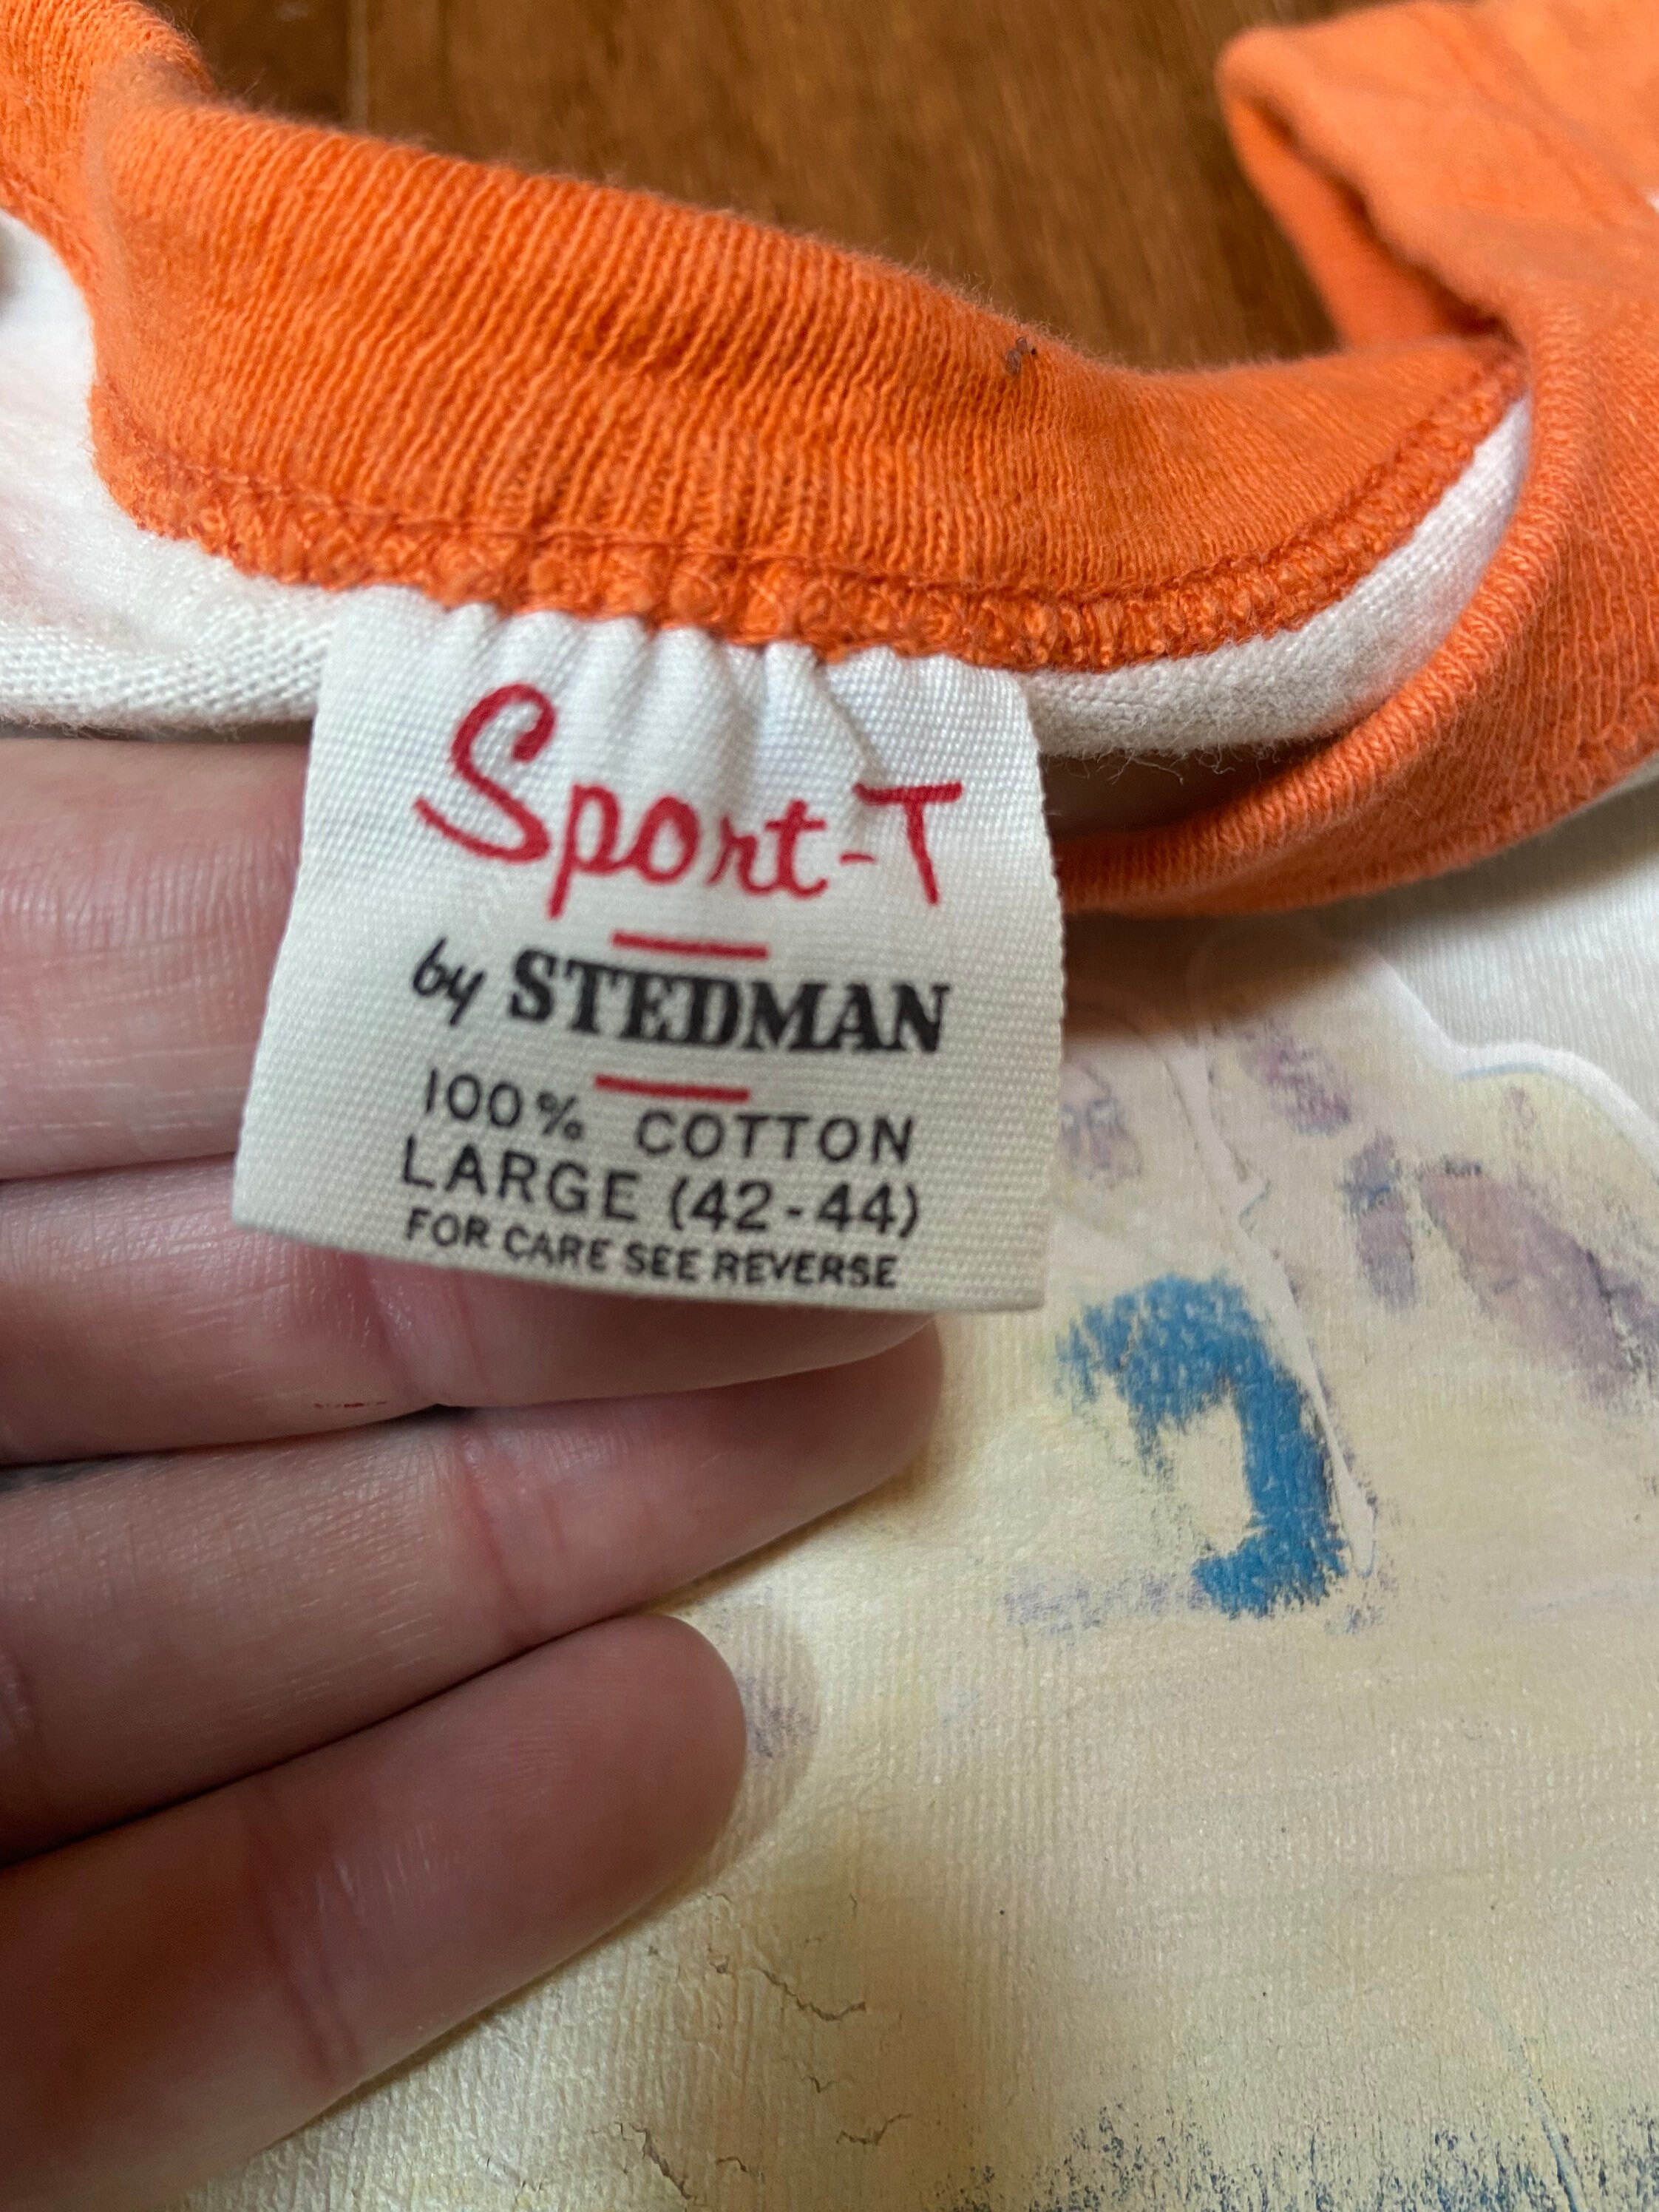 Sport-T
by STEDMAN
100% COTTON
LARGE (42-44)
FOR CARE SEE REVERSE